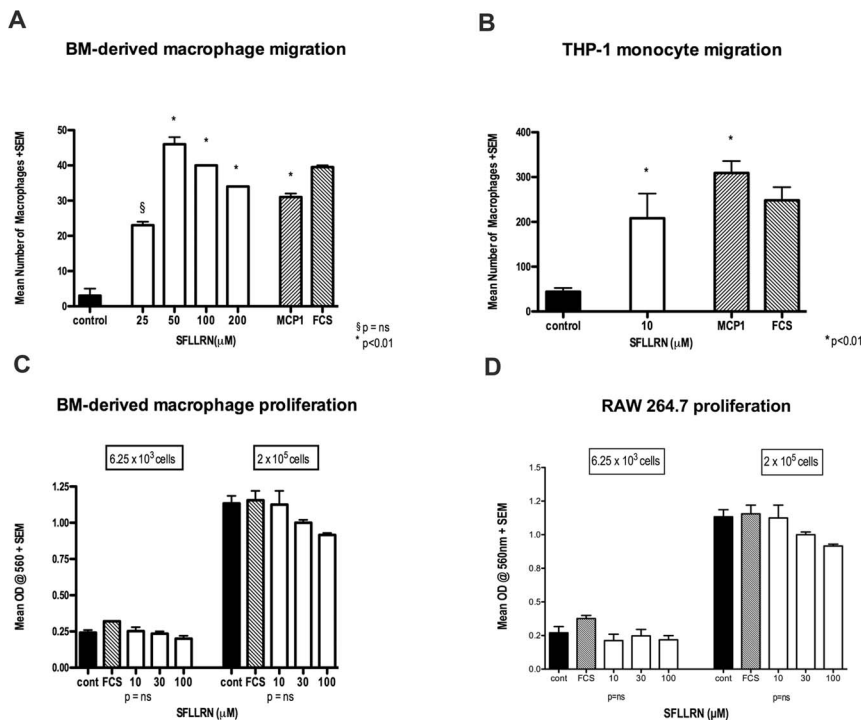 A
BM-derived macrophage migration
Mean Number of Macrophages +SEM
50
40
30
20
10
0
§
*
*
*
*
control 25 50 100 200 MCP1 FCS
SFLLRN(μM)
§ p = ns
* p<0.01
B
THP-1 monocyte migration
Mean Number of Macrophages +SEM
400
300
200
100
0
*
*
control 10 MCP1 FCS
SFLLRN (μM)
* p<0.01
C
BM-derived macrophage proliferation
6.25 x 10³ cells 2 x 10⁵ cells
Mean OD @ 560 + SEM
1.25
1.00
0.75
0.50
0.25
0.00
cont FCS 10 30 100 cont FCS 10 30 100
p = ns p = ns
SFLLRN (μM)
D
RAW 264.7 proliferation
6.25 x 10³ cells 2 x 10⁵ cells
Mean OD @ 560nm + SEM
1.5
1.2
1.0
0.8
0.5
0.2
0.0
cont FCS 10 30 100 cont FCS 10 30 100
p=ns p=ns
SFLLRN (μM)